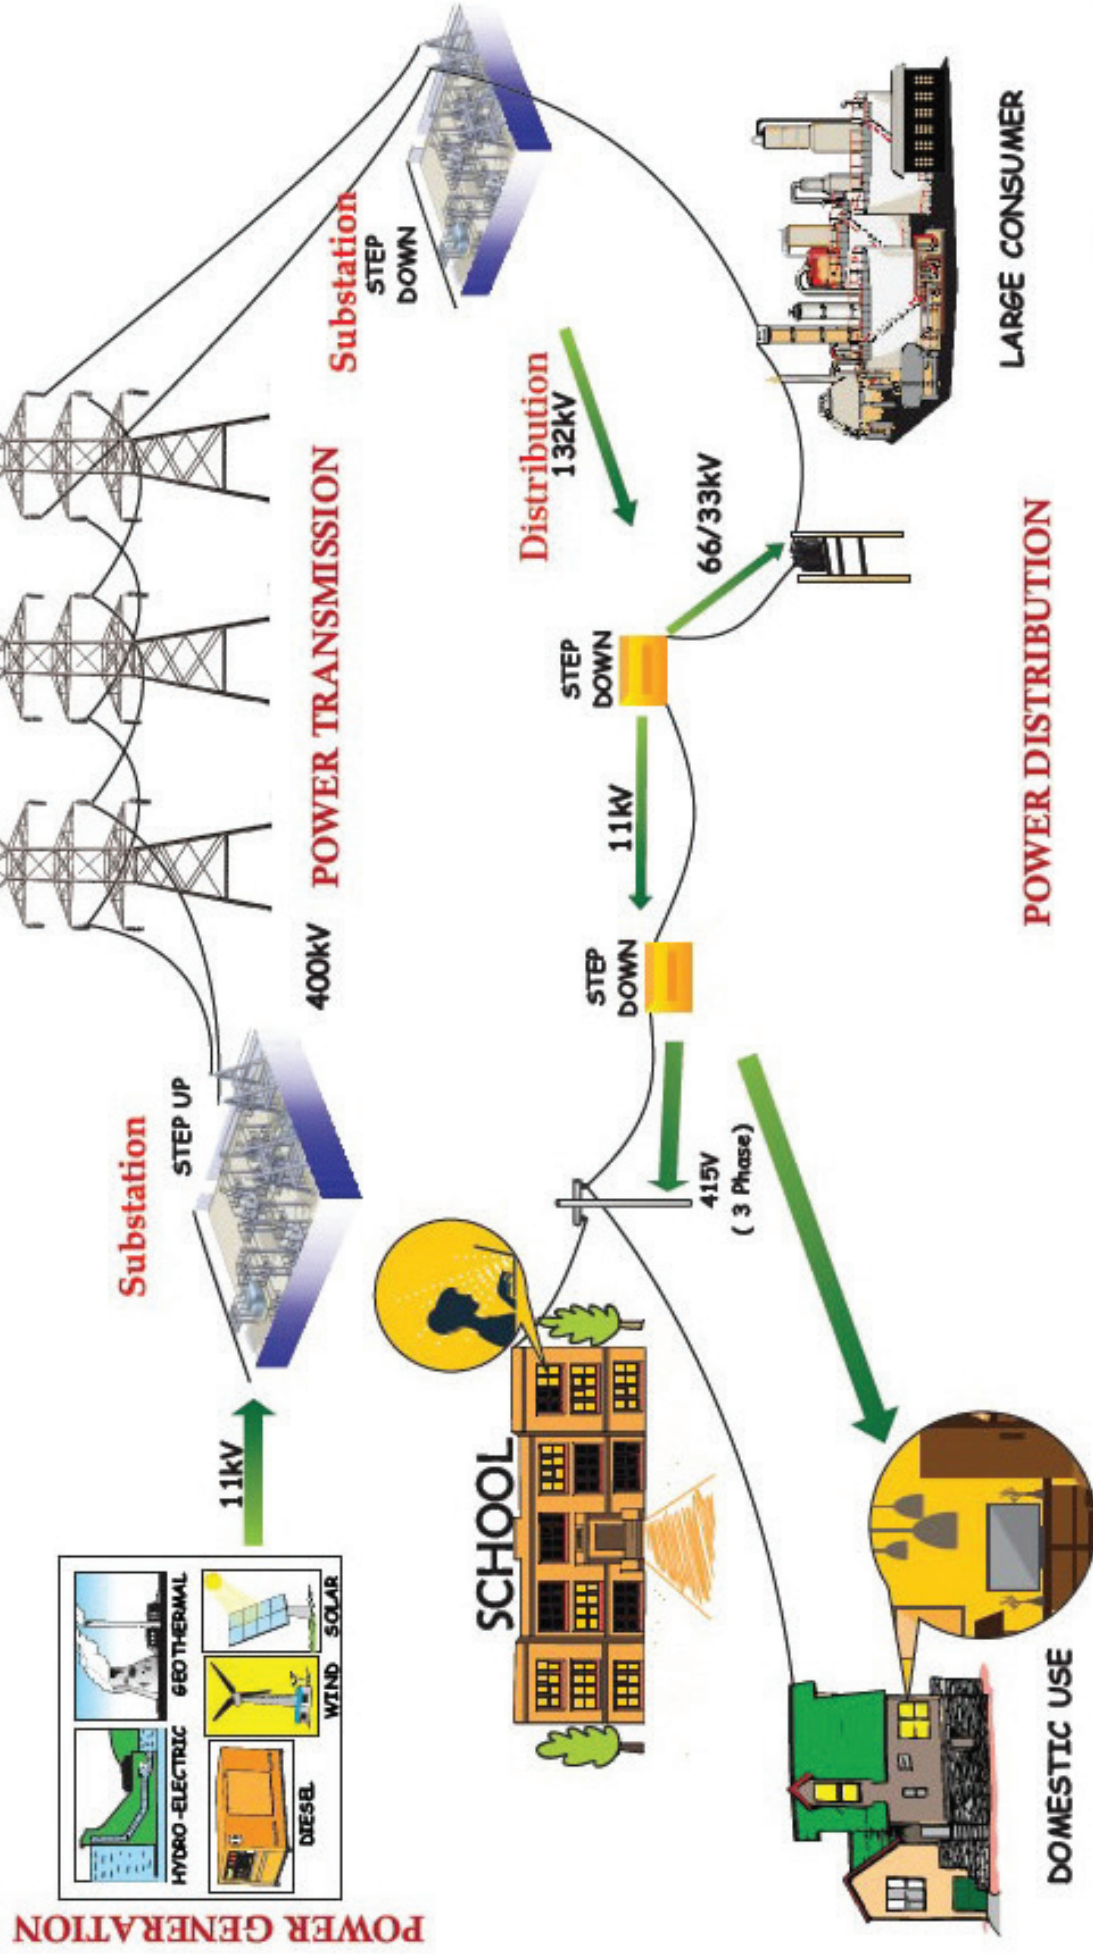 POWER GENERATION
HYDRO-ELECTRIC
GEOTHERMAL
DIESEL
WIND
SOLAR
11kV
Substation
STEP UP
400kV
POWER TRANSMISSION
Substation
STEP
DOWN
Distribution
132kV
66/33kV
LARGE CONSUMER
STEP
DOWN
11kV
STEP
DOWN
415V
( 3 Phase)
SCHOOL
DOMESTIC USE
POWER DISTRIBUTION